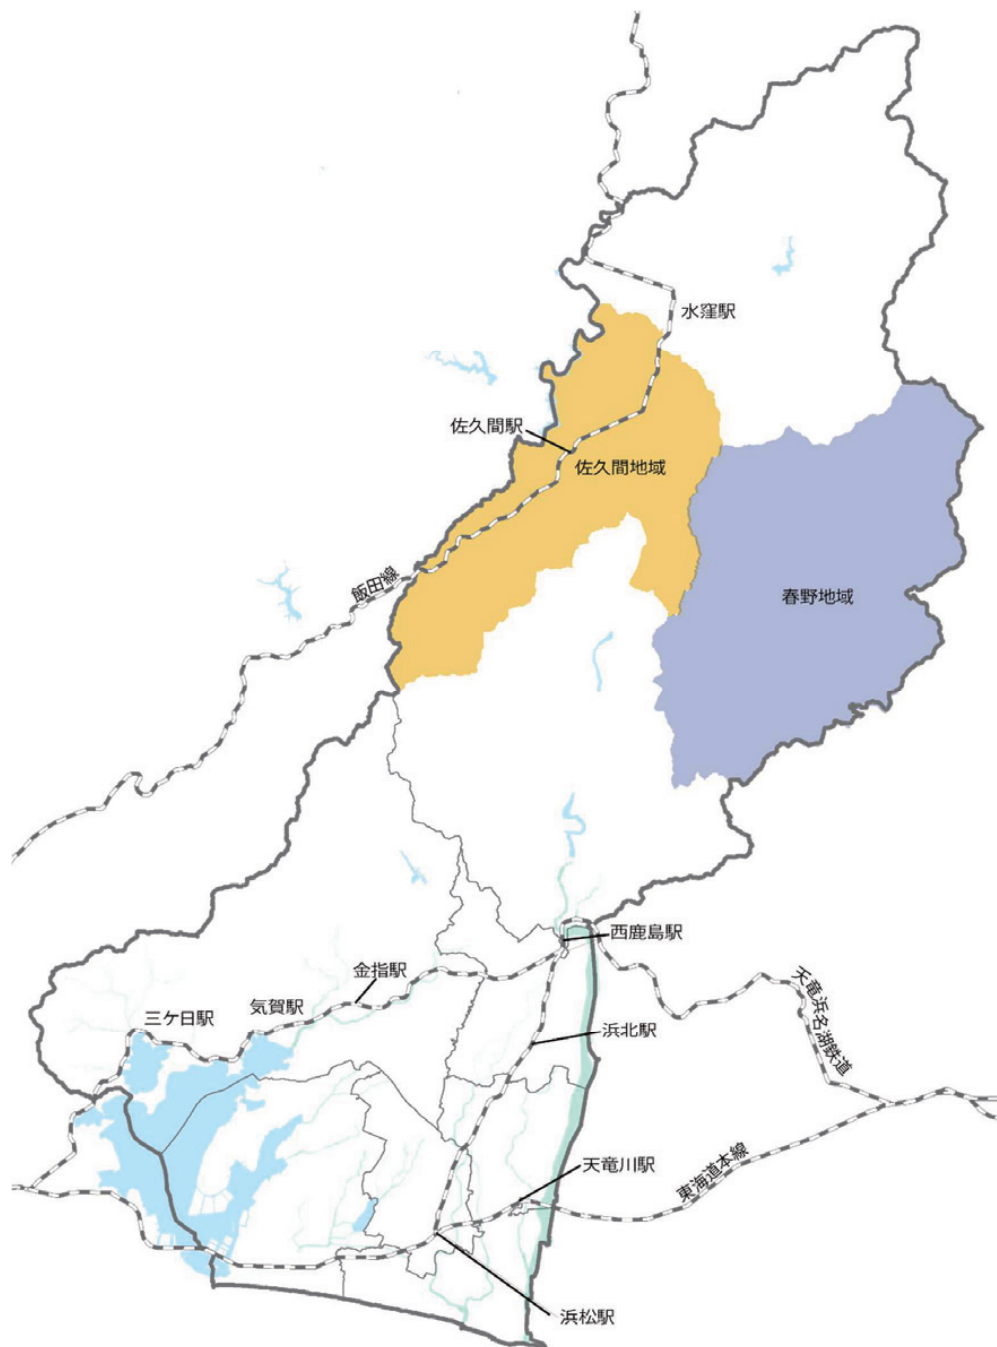 水窪駅
佐久間駅
佐久間地域
飯田線
春野地域
西鹿島駅
金指駅
気賀駅
三ケ日駅
浜北駅
天竜浜名湖鉄道
天竜川駅
東海道本線
浜松駅